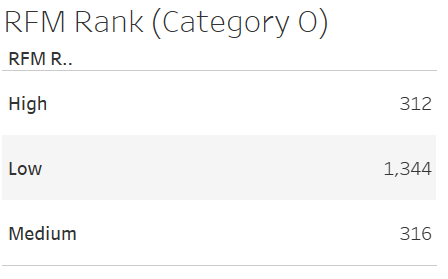 RFM Rank (Category O)
RFM R..
High 312
Low 1,344
Medium 316